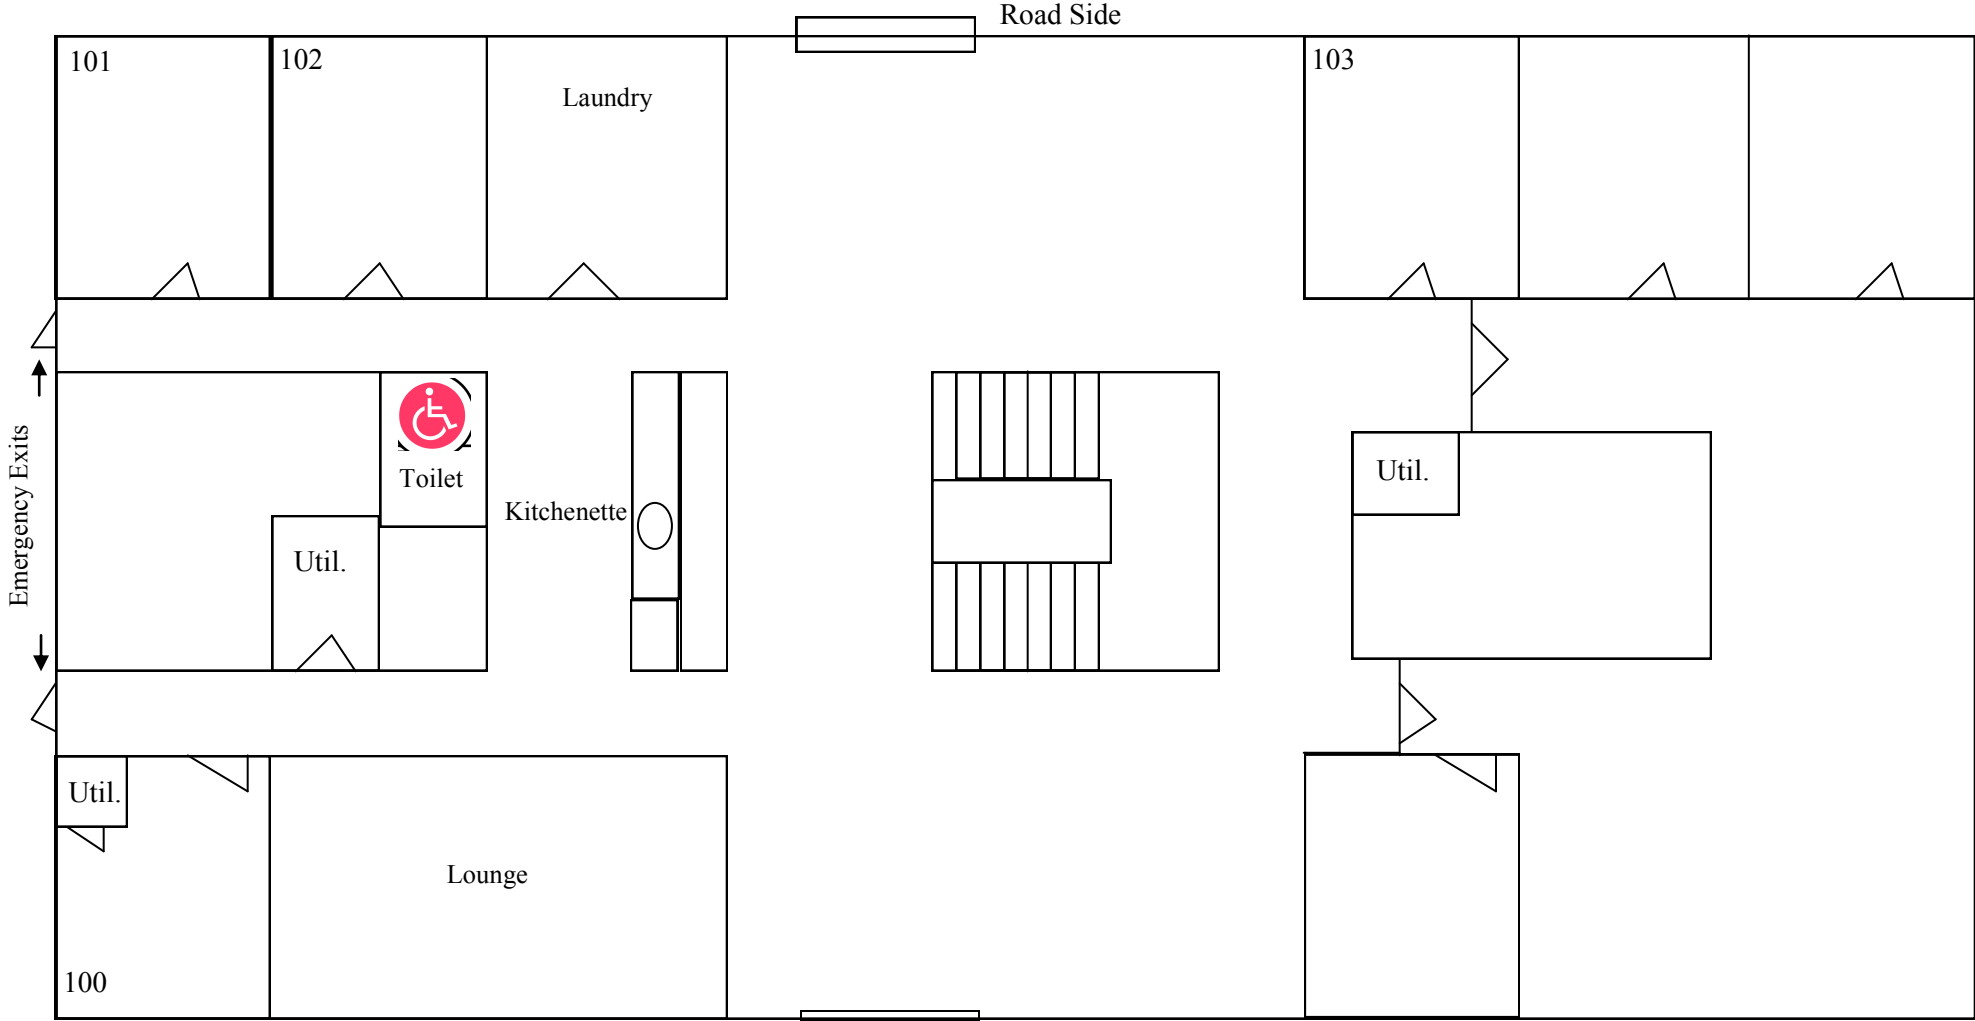 Road Side
101
102
103
Laundry
Toilet
Util.
Kitchenette
Emergency Exits
Util.
Util.
Lounge
100